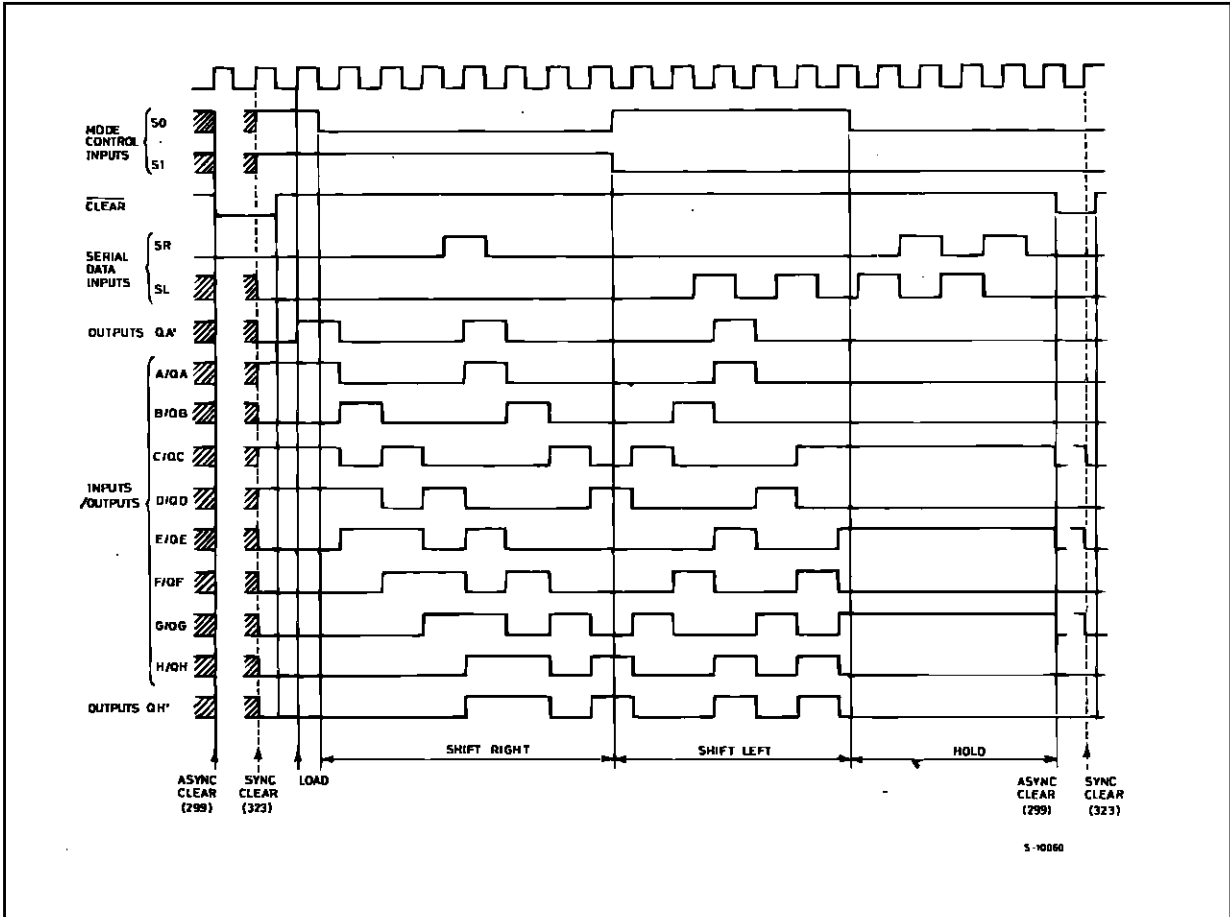 MODE
CONTROL
INPUTS
S0
S1
CLEAR
SERIAL
DATA
INPUTS
SR
SL
OUTPUTS QA'
INPUTS
/OUTPUTS
A/QA
B/QB
C/QC
D/QD
E/QE
F/QF
G/QG
H/QH
OUTPUTS QH'
SHIFT RIGHT
SHIFT LEFT
HOLD
ASYNC
CLEAR
(299)
SYNC
CLEAR
(323)
LOAD
ASYNC
CLEAR
(299)
SYNC
CLEAR
(323)
S-10060